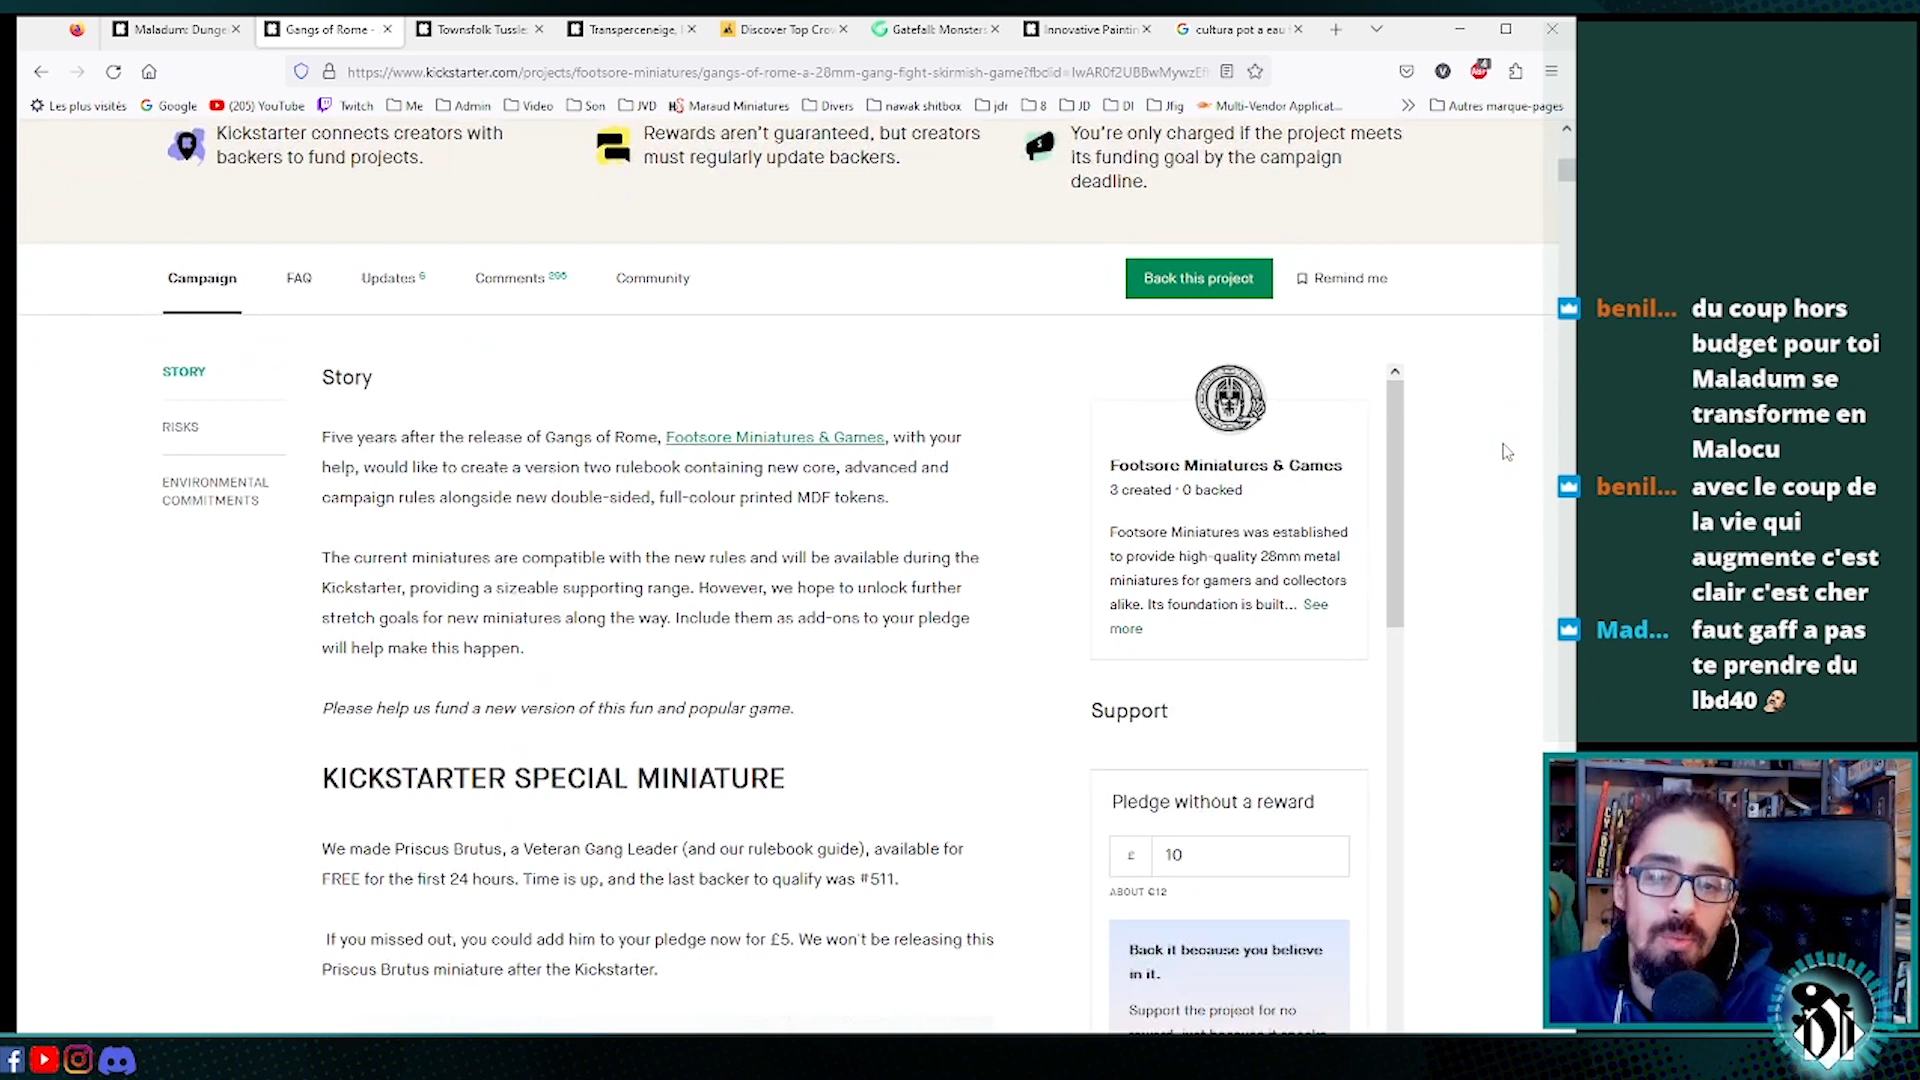 Maladum: Dunge
Gangs of Rome -
Townsfolk Tussle:
Transperceneige, l
Discover Top Cro
Gatefall: Monsters
Innovative Paintin
cultura pot a eau
https://www.kickstarter.com/projects/footsore-miniatures/gangs-of-rome-a-28mm-gang-fight-skirmish-game?fbclid=IwAR0f2UBBwMywzEf
Les plus visités
Google
(205) YouTube
Twitch
Me
Admin
Video
Son
JVD
Maraud Miniatures
Divers
nawak shitbox
jdr
8
JD
DI
Jfig
Multi-Vendor Applicat...
Autres marque-pages
Kickstarter connects creators with
backers to fund projects.
Rewards aren't guaranteed, but creators
must regularly update backers.
You're only charged if the project meets
its funding goal by the campaign
deadline.
Campaign
FAQ
Updates 6
Comments 295
Community
Back this project
Remind me
STORY
RISKS
ENVIRONMENTAL
COMMITMENTS
Story
Five years after the release of Gangs of Rome, Footsore Miniatures & Games, with your
help, would like to create a version two rulebook containing new core, advanced and
campaign rules alongside new double-sided, full-colour printed MDF tokens.
The current miniatures are compatible with the new rules and will be available during the
Kickstarter, providing a sizeable supporting range. However, we hope to unlock further
stretch goals for new miniatures along the way. Include them as add-ons to your pledge
will help make this happen.
Please help us fund a new version of this fun and popular game.
KICKSTARTER SPECIAL MINIATURE
We made Priscus Brutus, a Veteran Gang Leader (and our rulebook guide), available for
FREE for the first 24 hours. Time is up, and the last backer to qualify was #511.
If you missed out, you could add him to your pledge now for £5. We won't be releasing this
Priscus Brutus miniature after the Kickstarter.
Footsore Miniatures & Games
3 created · 0 backed
Footsore Miniatures was established
to provide high-quality 28mm metal
miniatures for gamers and collectors
alike. Its foundation is built... See
more
Support
Pledge without a reward
£ 10
ABOUT €12
Back it because you believe
in it.
Support the project for no
benil... du coup hors
budget pour toi
Maladum se
transforme en
Malocu
benil... avec le coup de
la vie qui
augmente c'est
clair c'est cher
Mad... faut gaff a pas
te prendre du
lbd40